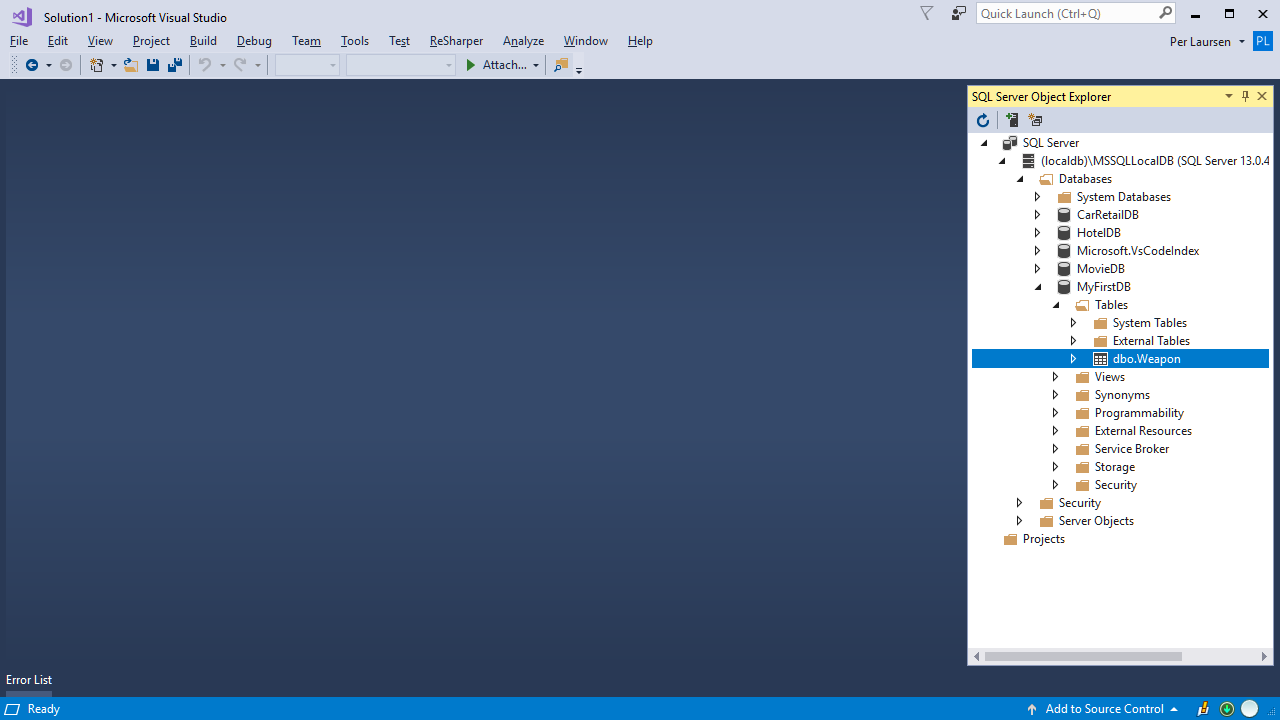 Solution1 - Microsoft Visual Studio
Quick Launch (Ctrl+Q)
File Edit View Project Build Debug Team Tools Test ReSharper Analyze Window Help
Per Laursen PL
Attach...
SQL Server Object Explorer
SQL Server
(localdb)\MSSQLLocalDB (SQL Server 13.0.4
Databases
System Databases
CarRetailDB
HotelDB
Microsoft.VsCodeIndex
MovieDB
MyFirstDB
Tables
System Tables
External Tables
dbo.Weapon
Views
Synonyms
Programmability
External Resources
Service Broker
Storage
Security
Security
Server Objects
Projects
Error List
Ready
Add to Source Control